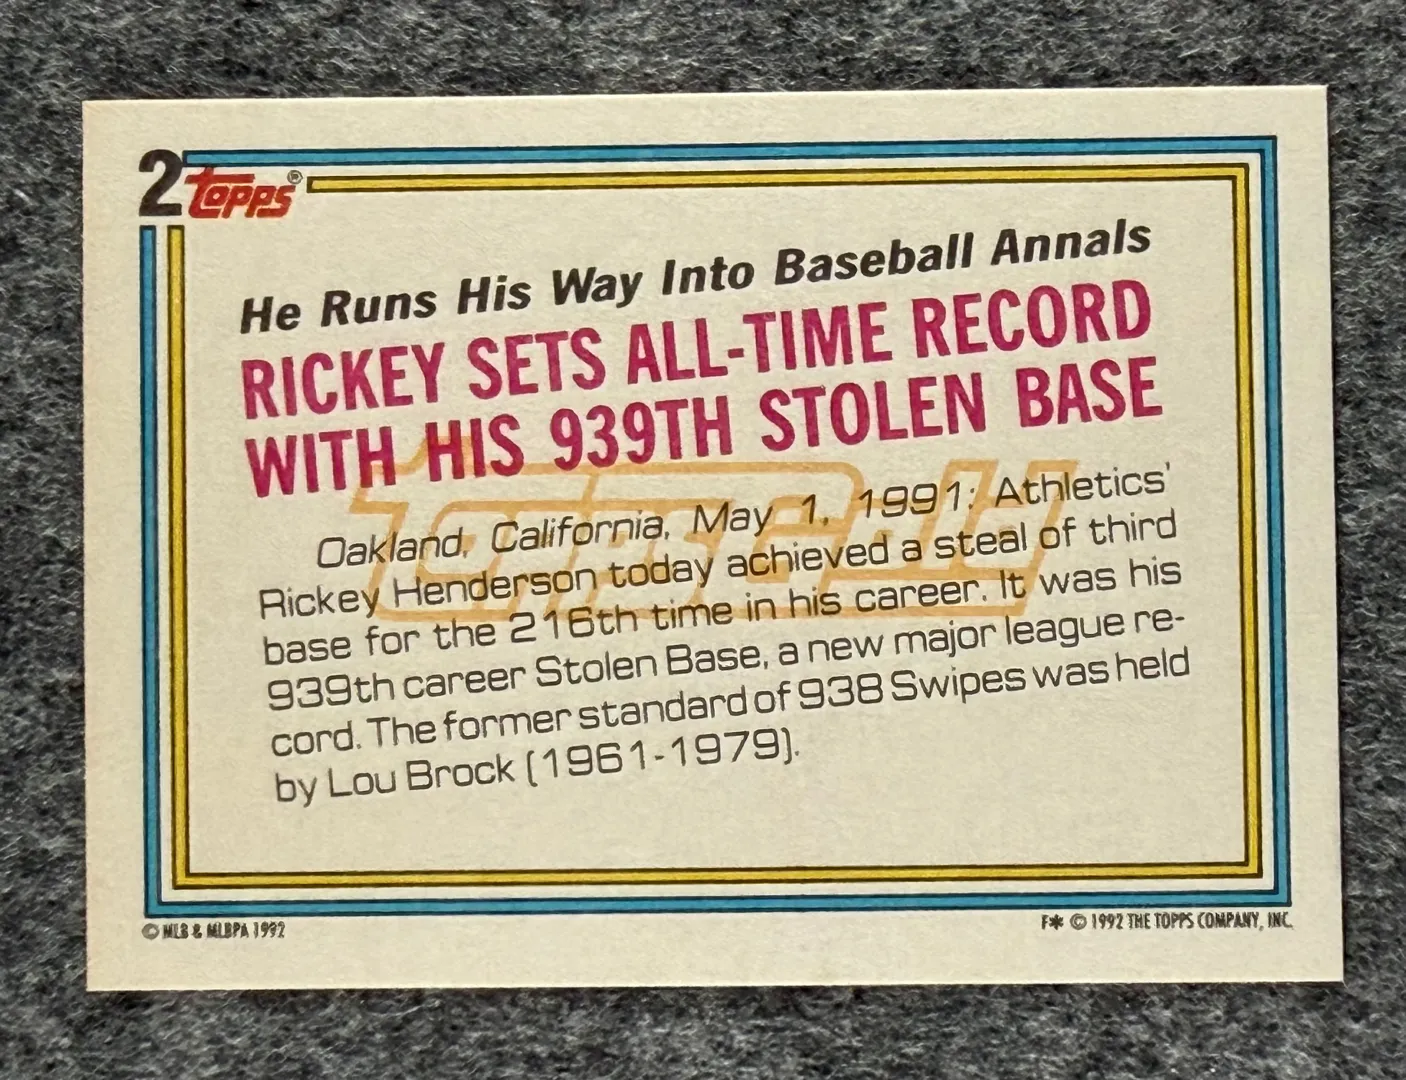 2 Topps®
He Runs His Way Into Baseball Annals
RICKEY SETS ALL-TIME RECORD
WITH HIS 939TH STOLEN BASE
Topps Gold
Oakland, California, May 1, 1991: Athletics'
Rickey Henderson today achieved a steal of third
base for the 216th time in his career. It was his
939th career Stolen Base, a new major league re-
cord. The former standard of 938 Swipes was held
by Lou Brock (1961-1979).
© MLB & MLBPA 1992
F* © 1992 THE TOPPS COMPANY, INC.